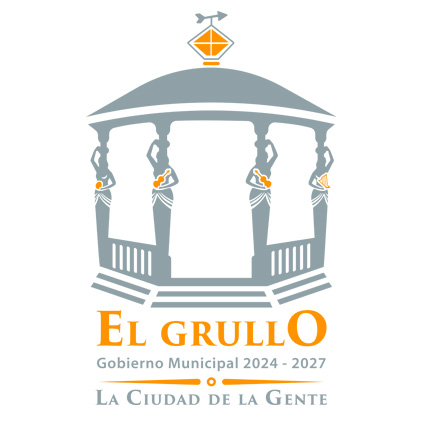 El grullO
Gobierno Municipal 2024 - 2027
La Ciudad de la Gente